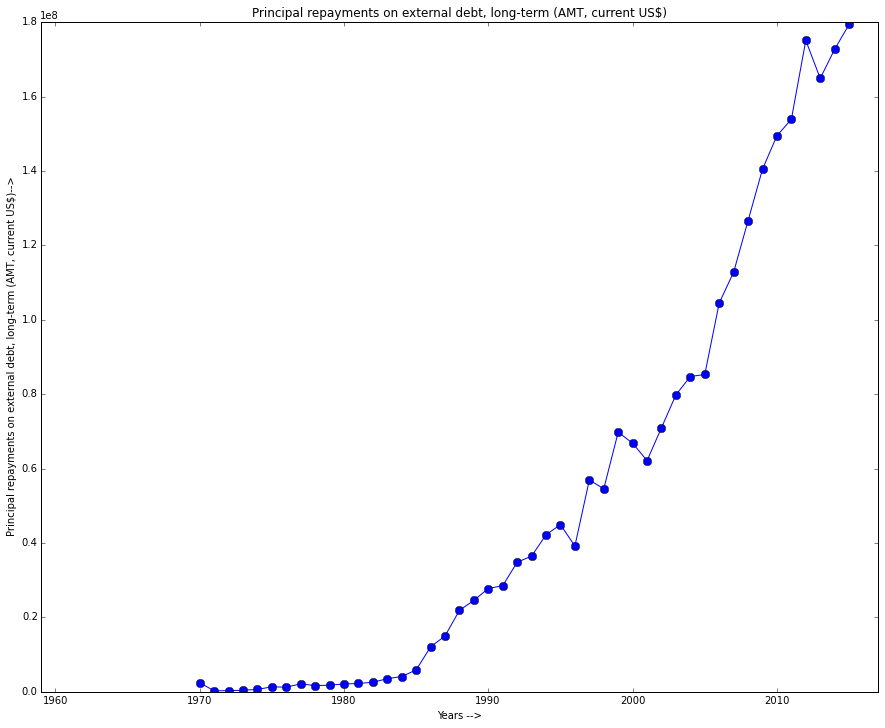 Principal repayments on external debt, long-term (AMT, current US$)
1e8
1.8
1.6
1.4
1.2
1.0
0.8
0.6
0.4
0.2
0.0
Principal repayments on external debt, long-term (AMT, current US$)-->
1960 1970 1980 1990 2000 2010
Years -->